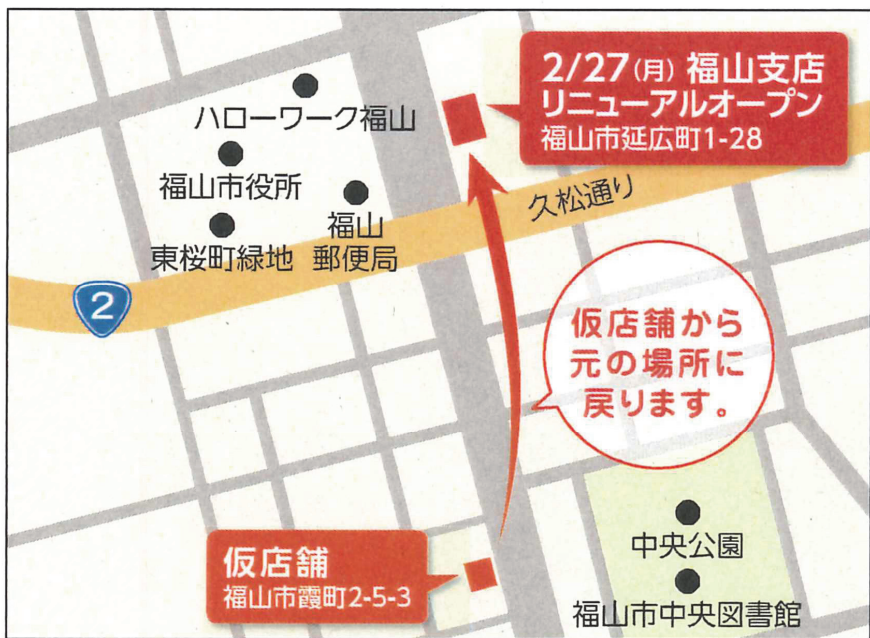 2/27(月) 福山支店
リニューアルオープン
福山市延広町1-28
ハローワーク福山
福山市役所
東桜町緑地
福山
郵便局
久松通り
2
仮店舗から
元の場所に
戻ります。
仮店舗
福山市霞町2-5-3
中央公園
福山市中央図書館